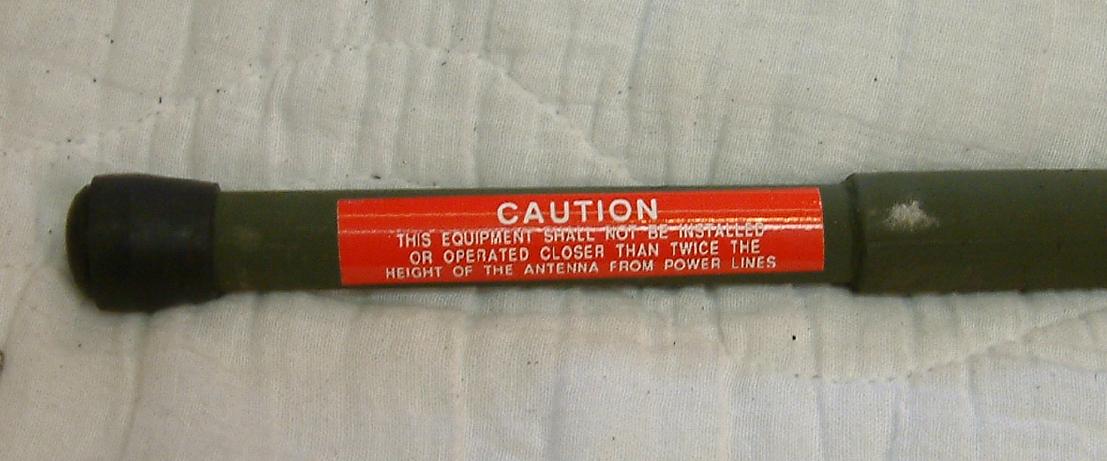 CAUTION
THIS EQUIPMENT SHALL NOT BE INSTALLED
OR OPERATED CLOSER THAN TWICE THE
HEIGHT OF THE ANTENNA FROM POWER LINES